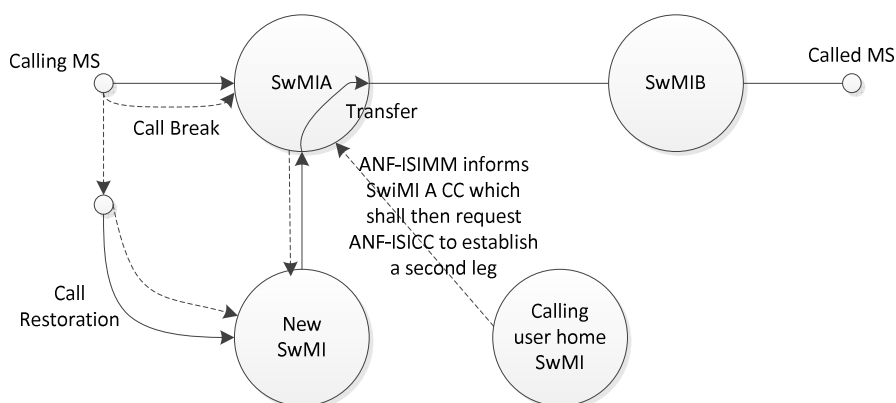 Calling MS
SwMIA
SwMIB
Called MS
Call Break
Transfer
ANF-ISIMM informs
SwiMI A CC which
shall then request
ANF-ISICC to establish
a second leg
Call
Restoration
New
SwMI
Calling
user home
SwMI